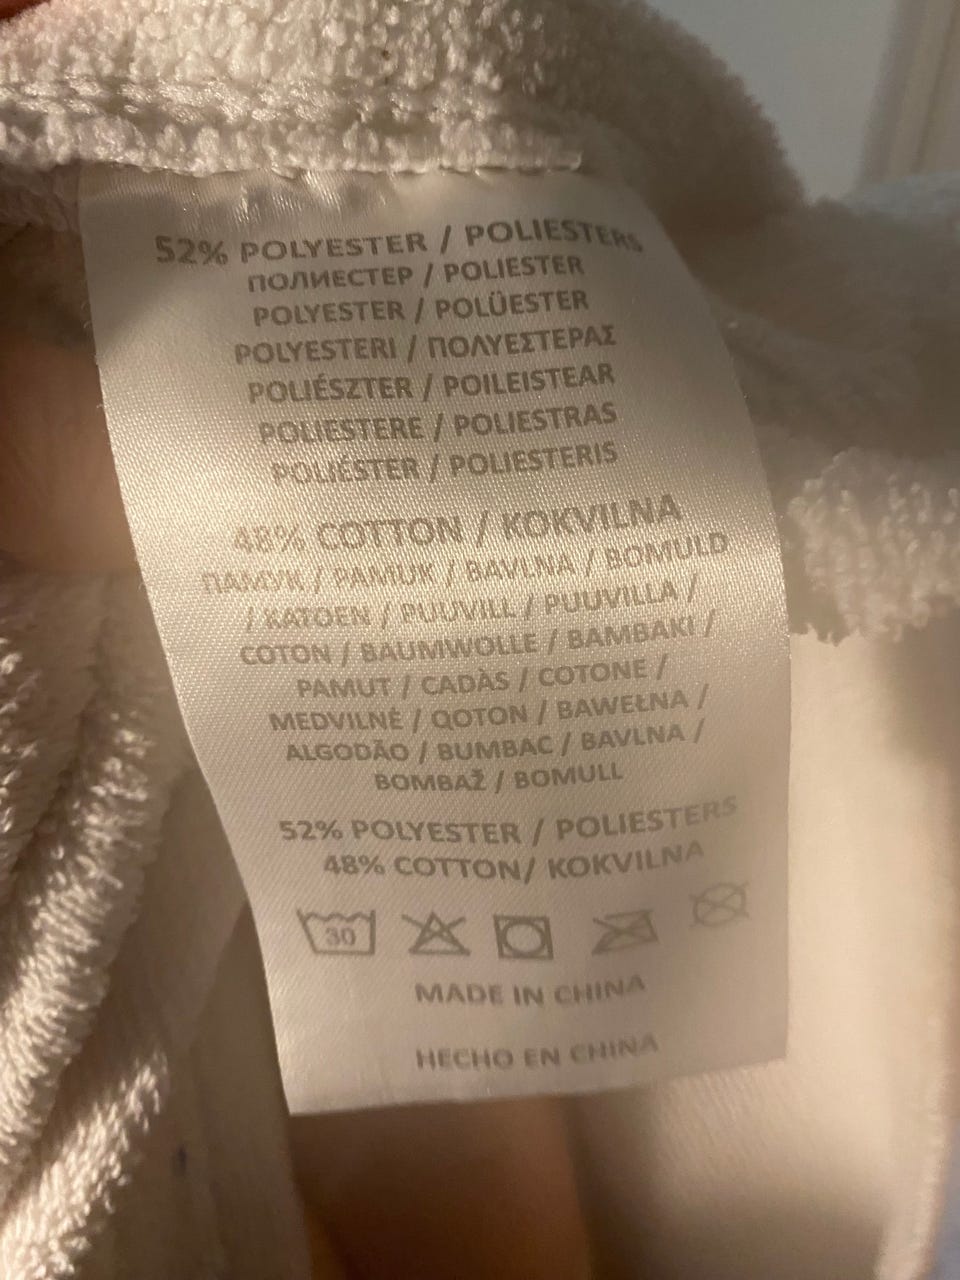 52% POLYESTER / POLIESTERS
ПОЛИЕСТЕР / POLIESTER
POLYESTER / POLÜESTER
POLYESTERI / ΠΟΛΥΕΣΤΕΡΑΣ
POLIÉSZTER / POILEISTEAR
POLIESTERE / POLIESTRAS
POLIÉSTER / POLIESTERIS
48% COTTON / KOKVILNA
ПАМУК / PAMUK / BAVLNA / BOMULD
/ KATOEN / PUUVILL / PUUVILLA /
COTON / BAUMWOLLE / BAMBAKI /
PAMUT / CADÀS / COTONE /
MEDVILNĖ / QOTON / BAWEŁNA /
ALGODÃO / BUMBAC / BAVLNA /
BOMBAŽ / BOMULL
52% POLYESTER / POLIESTERS
48% COTTON/ KOKVILNA
30
MADE IN CHINA
HECHO EN CHINA